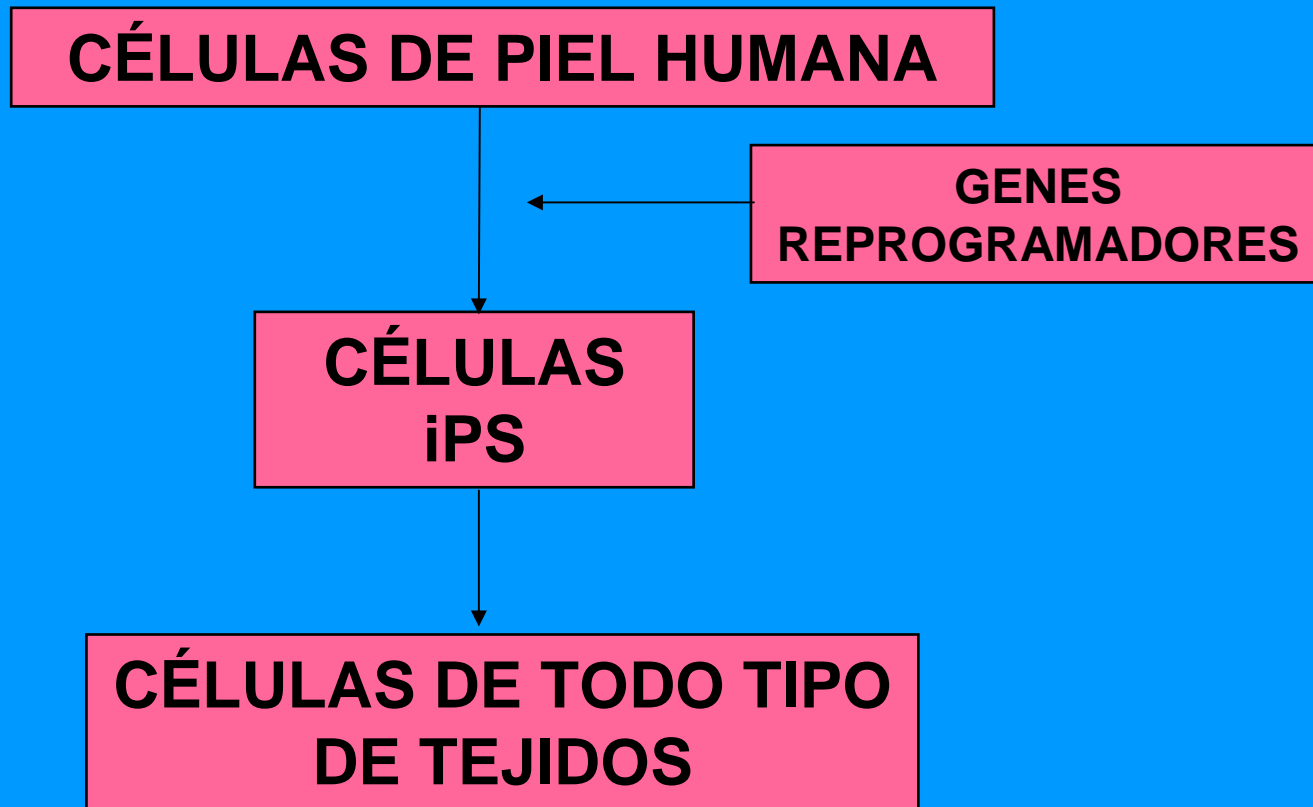 CÉLULAS DE PIEL HUMANA
GENES
REPROGRAMADORES
CÉLULAS
iPS
CÉLULAS DE TODO TIPO
DE TEJIDOS